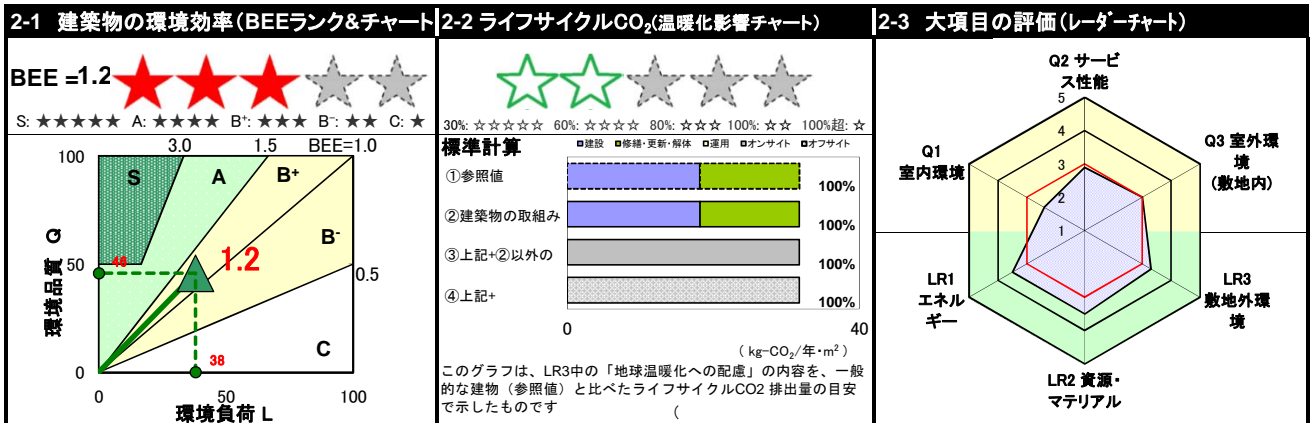 2-1 建築物の環境効率(BEEランク&チャート
BEE =1.2
S: ★★★★★ A: ★★★★ B+: ★★★ B-: ★★ C: ★
3.0 1.5 BEE=1.0
100
50
0
環境品質 Q
S
A
B+
B-
C
0.5
46
1.2
38
0 50 100
環境負荷 L
2-2 ライフサイクルCO2(温暖化影響チャート)
30%: ☆☆☆☆☆ 60%: ☆☆☆☆ 80%: ☆☆☆ 100%: ☆☆ 100%超: ☆
標準計算
建設 修繕・更新・解体 運用 オンサイト オフサイト
①参照値 100%
②建築物の取組み 100%
③上記+②以外の 100%
④上記+ 100%
0 40
( kg-CO2/年・m2 )
このグラフは、LR3中の「地球温暖化への配慮」の内容を、一般
的な建物(参照値)と比べたライフサイクルCO2 排出量の目安
で示したものです (
2-3 大項目の評価(レーダーチャート)
Q2 サービ
ス性能
Q1
室内環境
Q3 室外環
境
(敷地内)
5
4
3
2
1
LR1
エネル
ギー
LR3
敷地外環
境
LR2 資源・
マテリアル